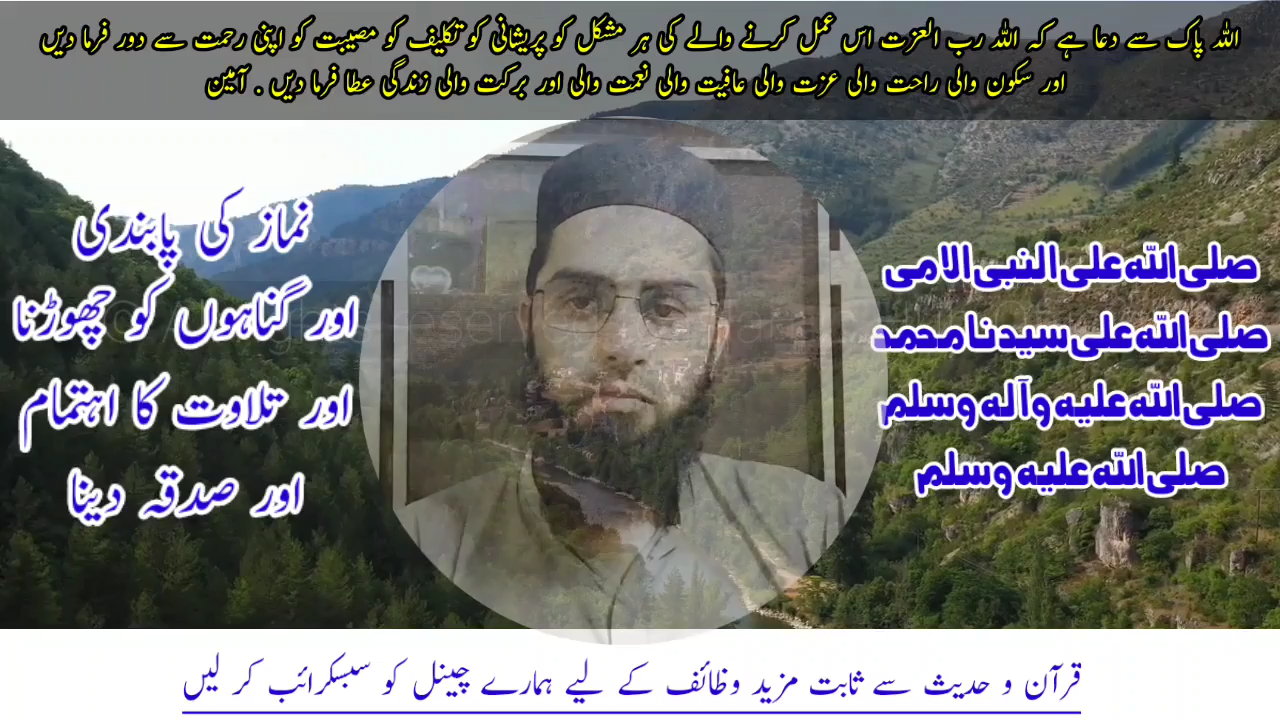 اللہ پاک سے دعا ہے کہ اللہ رب العزت اس عمل کرنے والے کی ہر مشکل کو پریشانی کو تکلیف کو مصیبت کو اپنی رحمت سے دور فرما دیں
اور سکون والی راحت والی عزت والی عافیت والی نعمت والی اور برکت والی زندگی عطا فرما دیں . آمین
صلی اللہ علی النبی الامی
صلی اللہ علی سیدنا محمد
صلی اللہ علیہ وآلہ وسلم
صلی اللہ علیہ وسلم
نماز کی پابندی
اور گناہوں کو چھوڑنا
اور تلاوت کا اہتمام
اور صدقہ دینا
قرآن و حدیث سے ثابت مزید وظائف کے لیے ہمارے چینل کو سبسکرائب کر لیں